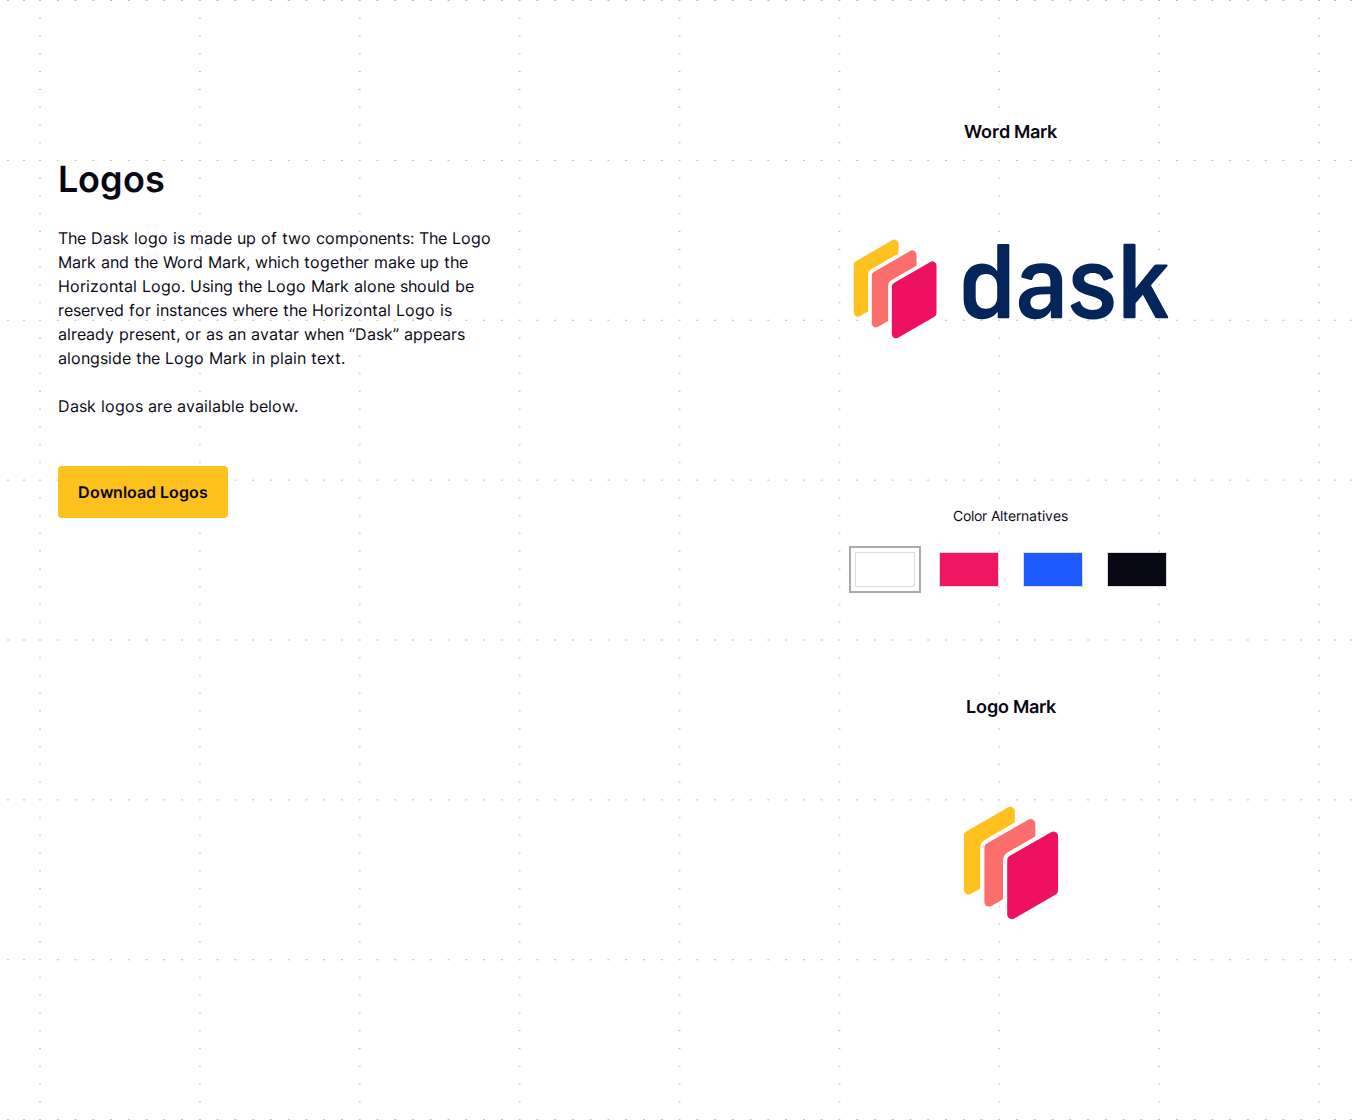 Logos
The Dask logo is made up of two components: The Logo
Mark and the Word Mark, which together make up the
Horizontal Logo. Using the Logo Mark alone should be
reserved for instances where the Horizontal Logo is
already present, or as an avatar when “Dask” appears
alongside the Logo Mark in plain text.
Dask logos are available below.
Download Logos
Word Mark
dask
Color Alternatives
Logo Mark